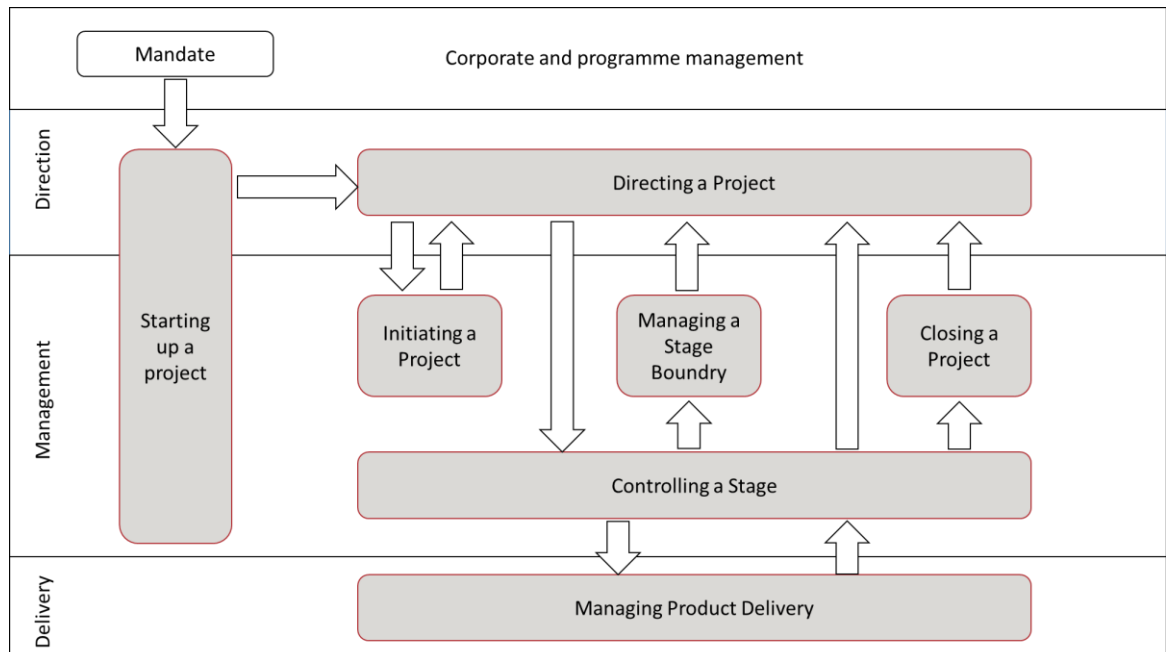 Mandate
Corporate and programme management
Direction
Directing a Project
Management
Starting
up a
project
Initiating a
Project
Managing a
Stage
Boundry
Closing a
Project
Controlling a Stage
Delivery
Managing Product Delivery